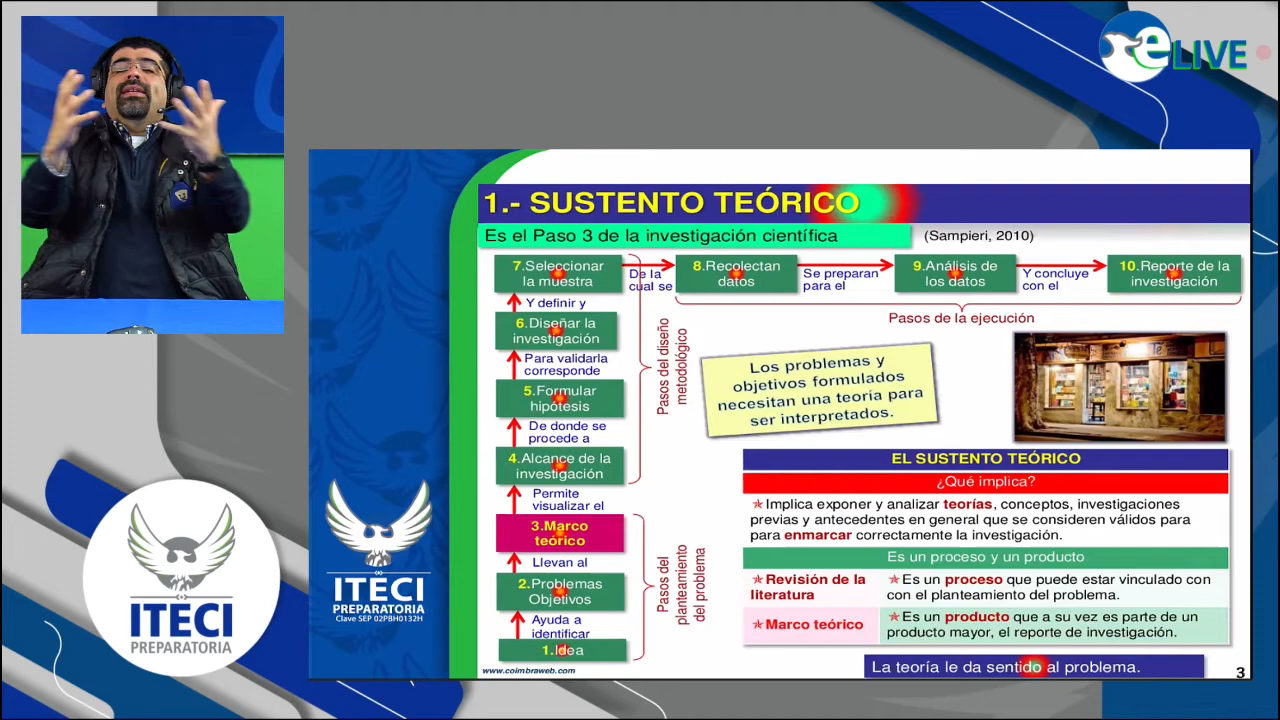 eLIVE
1.- SUSTENTO TEÓRICO
Es el Paso 3 de la investigación científica
(Sampieri, 2010)
7.Seleccionar
la muestra
De la
cual se
8.Recolectan
datos
Se preparan
para el
9.Análisis de
los datos
Y concluye
con el
10.Reporte de la
investigación
Pasos de la ejecución
Y definir y
6.Diseñar la
investigación
Para validarla
corresponde
5.Formular
hipótesis
De donde se
procede a
4.Alcance de la
investigación
Pasos del diseño
metodológico
Permite
visualizar el
3.Marco
teórico
Llevan al
2.Problemas
Objetivos
Ayuda a
identificar
1.Idea
Pasos del
planteamiento
del problema
www.coimbraweb.com
Los problemas y
objetivos formulados
necesitan una teoría para
ser interpretados.
EL SUSTENTO TEÓRICO
¿Qué implica?
Implica exponer y analizar teorías, conceptos, investigaciones
previas y antecedentes en general que se consideren válidos para
para enmarcar correctamente la investigación.
Es un proceso y un producto
Revisión de la
literatura
Es un proceso que puede estar vinculado con
con el planteamiento del problema.
Marco teórico
Es un producto que a su vez es parte de un
producto mayor, el reporte de investigación.
La teoría le da sentido al problema.
3
ITECI
PREPARATORIA
Clave SEP 02PBH0132H
ITECI
PREPARATORIA